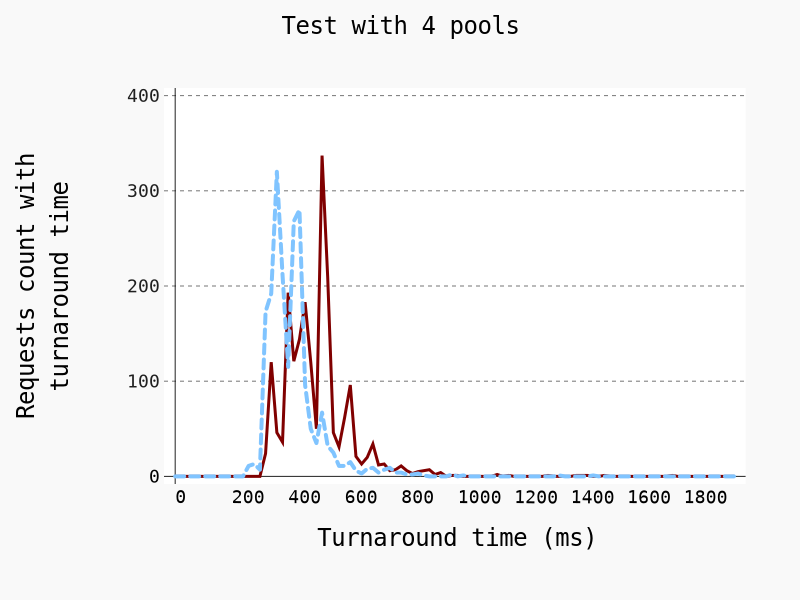 Test with 4 pools
Requests count with
turnaround time
400
300
200
100
0
0 200 400 600 800 1000 1200 1400 1600 1800
Turnaround time (ms)